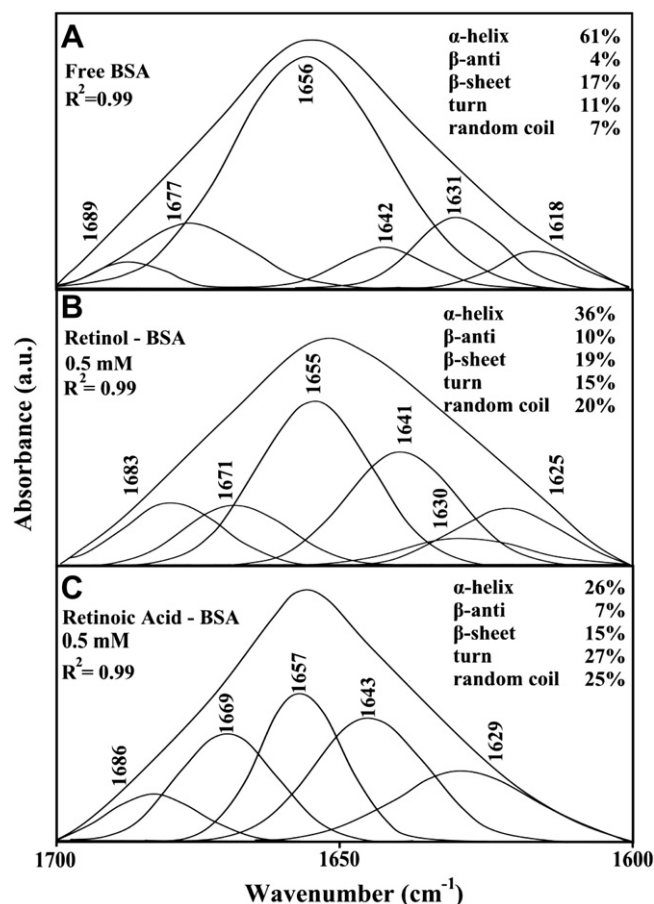 A
Free BSA
R²=0.99
α-helix 61%
β-anti 4%
β-sheet 17%
turn 11%
random coil 7%
1689
1677
1656
1642
1631
1618
B
Retinol - BSA
0.5 mM
R²= 0.99
α-helix 36%
β-anti 10%
β-sheet 19%
turn 15%
random coil 20%
1683
1671
1655
1641
1630
1625
C
Retinoic Acid - BSA
0.5 mM
R²= 0.99
α-helix 26%
β-anti 7%
β-sheet 15%
turn 27%
random coil 25%
1686
1669
1657
1643
1629
Absorbance (a.u.)
1700 1650 1600
Wavenumber (cm⁻¹)